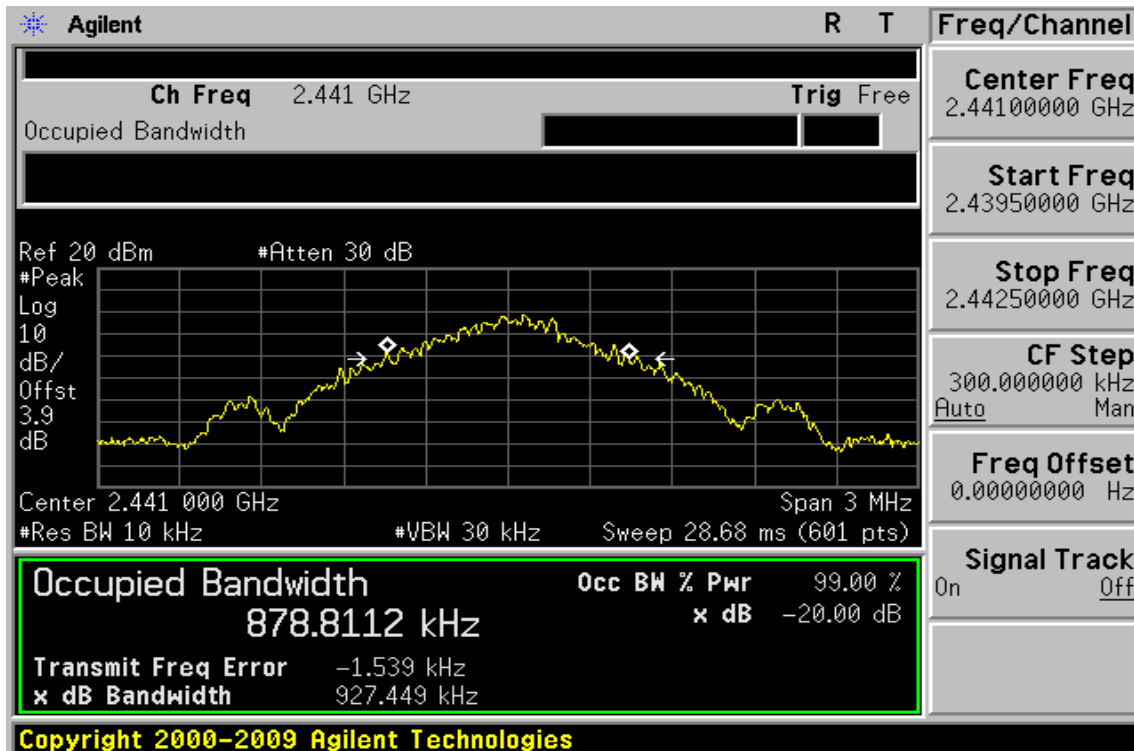 Agilent R T Freq/Channel
Ch Freq 2.441 GHz Trig Free
Occupied Bandwidth
Center Freq
2.44100000 GHz
Start Freq
2.43950000 GHz
Stop Freq
2.44250000 GHz
CF Step
300.000000 kHz
Auto Man
Freq Offset
0.00000000 Hz
Signal Track
On Off
Ref 20 dBm #Atten 30 dB
#Peak
Log
10
dB/
Offst
3.9
dB
Center 2.441 000 GHz Span 3 MHz
#Res BW 10 kHz #VBW 30 kHz Sweep 28.68 ms (601 pts)
Occupied Bandwidth Occ BW % Pwr 99.00 %
878.8112 kHz x dB -20.00 dB
Transmit Freq Error -1.539 kHz
x dB Bandwidth 927.449 kHz
Copyright 2000-2009 Agilent Technologies